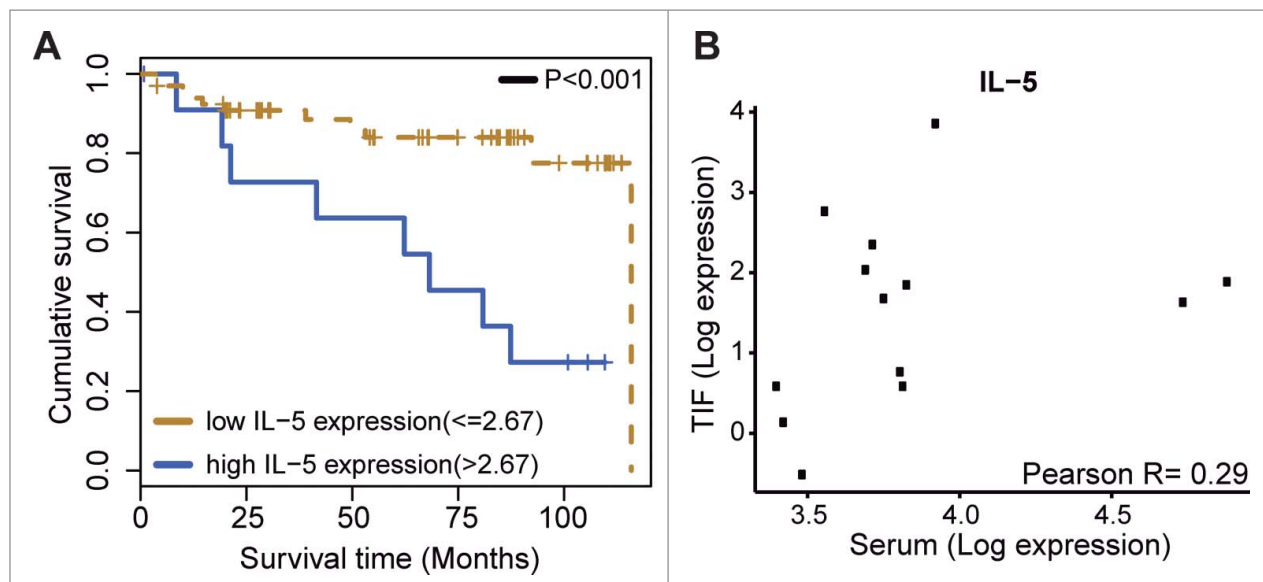 A
P<0.001
Cumulative survival
1.0
0.8
0.6
0.4
0.2
0.0
low IL−5 expression(<=2.67)
high IL−5 expression(>2.67)
0 25 50 75 100
Survival time (Months)
B
IL−5
TIF (Log expression)
4
3
2
1
0
Pearson R= 0.29
3.5 4.0 4.5
Serum (Log expression)